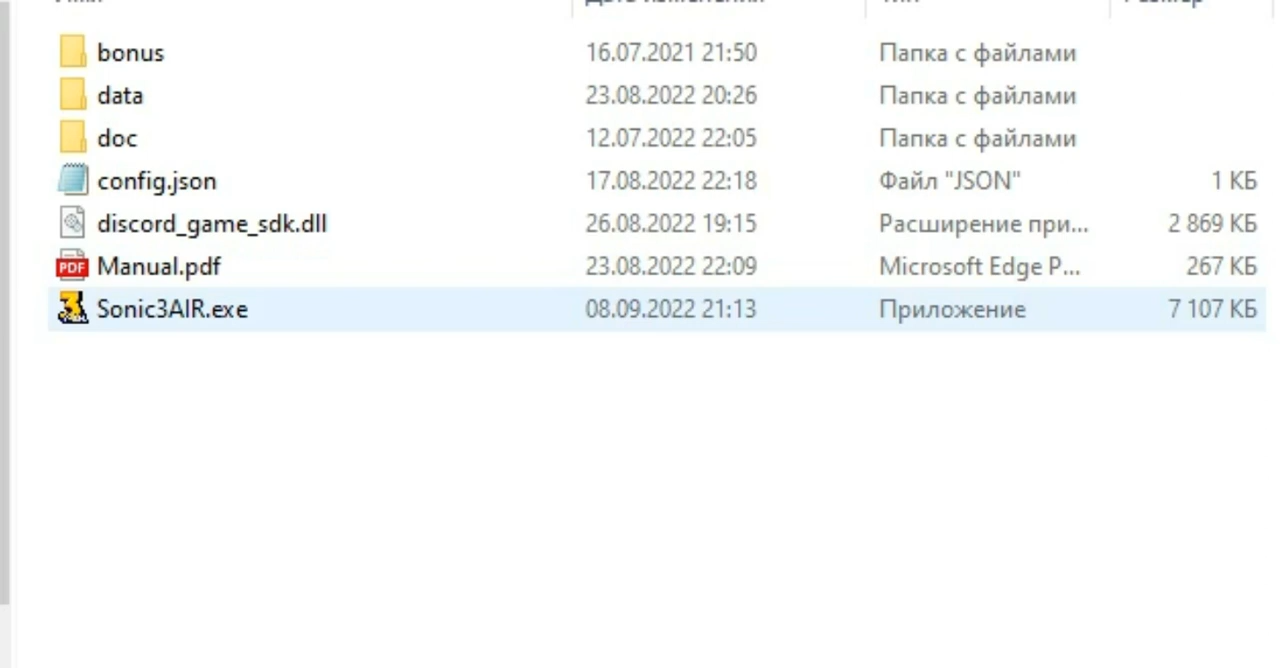 bonus 16.07.2021 21:50 Папка с файлами
data 23.08.2022 20:26 Папка с файлами
doc 12.07.2022 22:05 Папка с файлами
config.json 17.08.2022 22:18 Файл "JSON" 1 КБ
discord_game_sdk.dll 26.08.2022 19:15 Расширение при... 2 869 КБ
PDF Manual.pdf 23.08.2022 22:09 Microsoft Edge P... 267 КБ
Sonic3AIR.exe 08.09.2022 21:13 Приложение 7 107 КБ